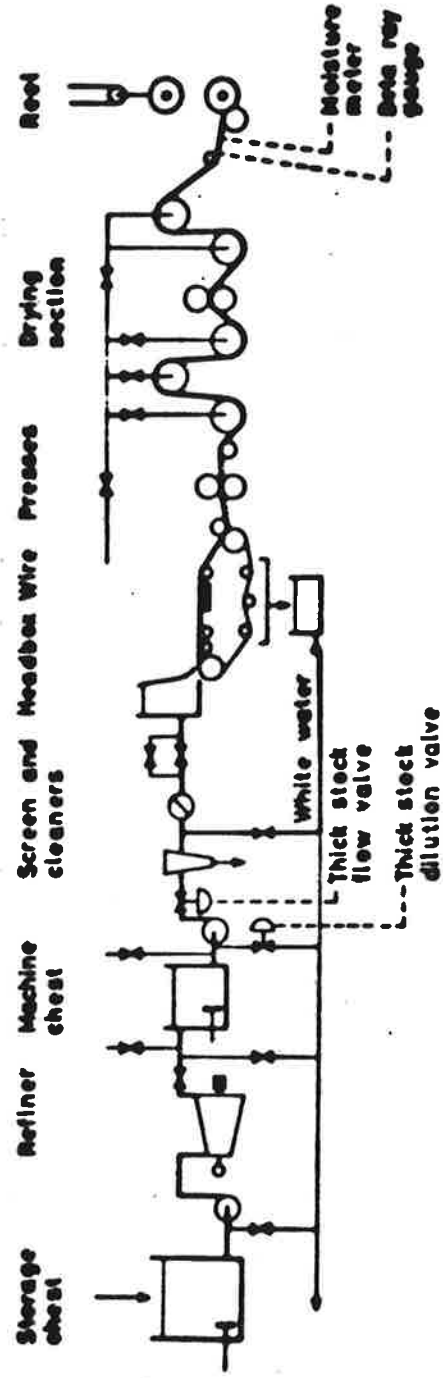 Storage
chest
Refiner
Machine
chest
Screen and
cleaners
Headbox
Wire
Presses
Drying
section
Reel
White water
Thick stock
flow valve
Thick stock
dilution valve
Moisture
meter
Beta ray
gauge